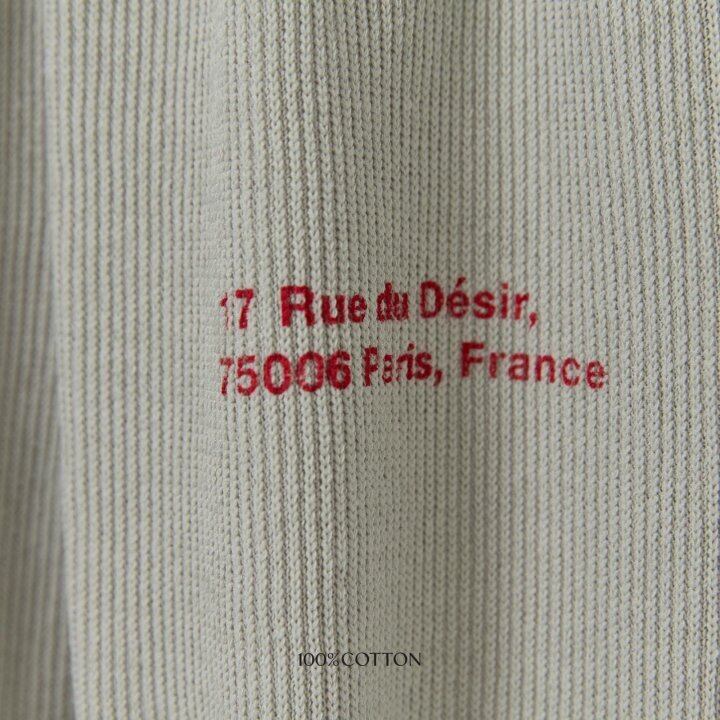 17 Rue du Désir,
75006 Paris, France
100% COTTON